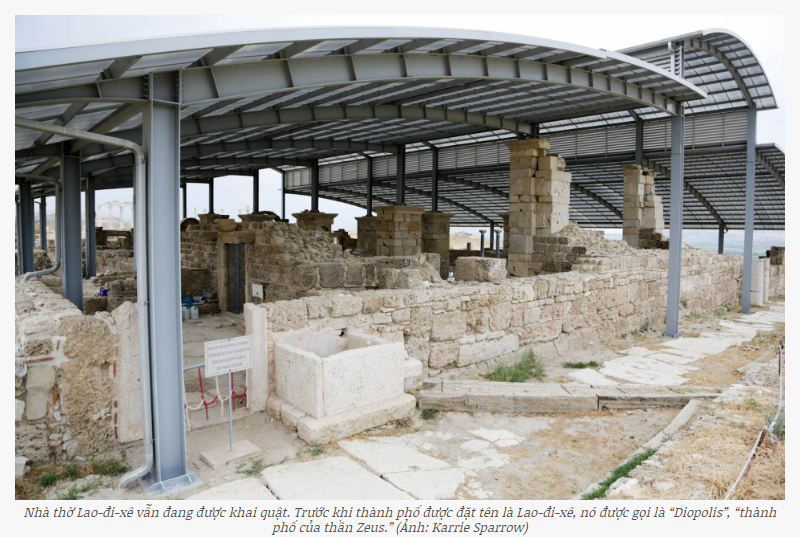 Nhà thờ Lao-đi-xê vẫn đang được khai quật. Trước khi thành phố được đặt tên là Lao-đi-xê, nó được gọi là “Diopolis”, “thành
phố của thần Zeus.” (Ảnh: Karrie Sparrow)